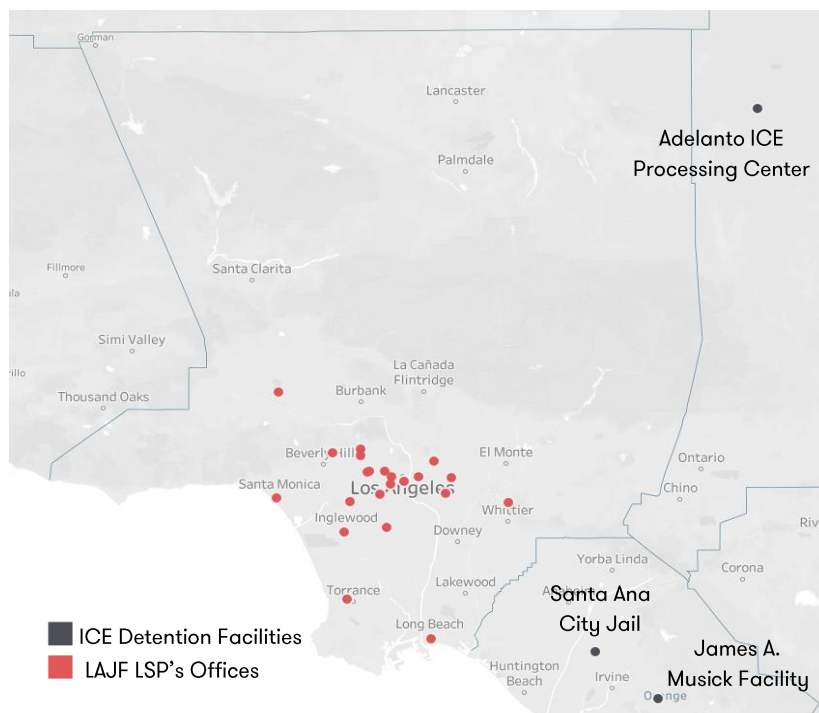 Gorman
Lancaster
Adelanto ICE
Processing Center
Palmdale
Fillmore
Santa Clarita
Simi Valley
La Cañada
Flintridge
Thousand Oaks
Burbank
Beverly Hills
El Monte
Ontario
Santa Monica
Los Angeles
Chino
Inglewood
Whittier
Downey
Yorba Linda
Corona
Lakewood
Santa Ana
City Jail
Torrance
Long Beach
ICE Detention Facilities
LAJF LSP's Offices
James A.
Musick Facility
Huntington
Beach
Irvine
Orange